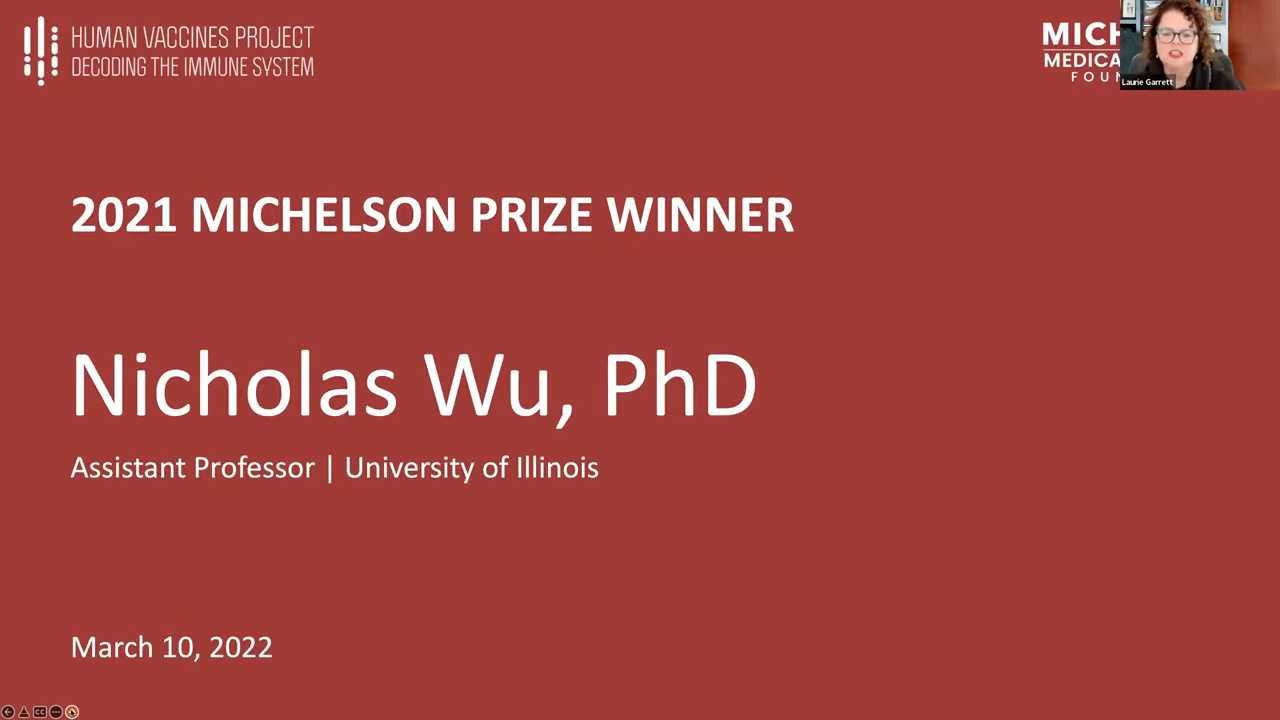 HUMAN VACCINES PROJECT
DECODING THE IMMUNE SYSTEM
MICH
MEDICA
FOUN
Laurie Garrett
2021 MICHELSON PRIZE WINNER
Nicholas Wu, PhD
Assistant Professor | University of Illinois
March 10, 2022
CC